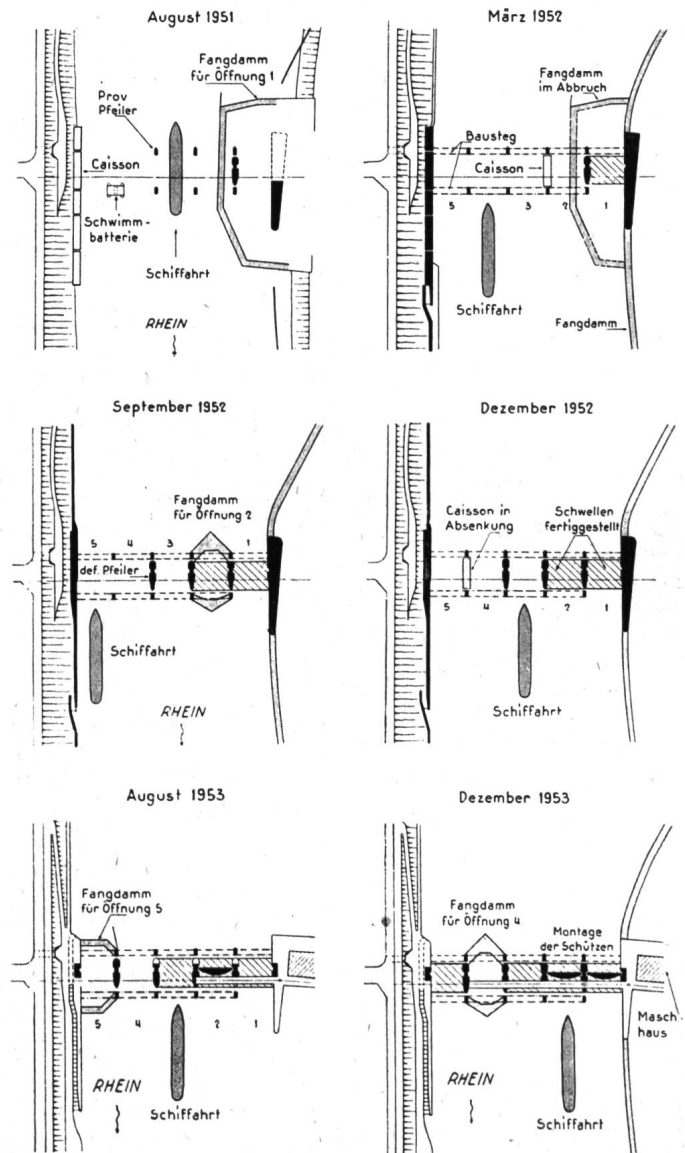 August 1951
Fangdamm
für Öffnung 1
Prov
Pfeiler
Caisson
Schwimm-
batterie
Schiffahrt
RHEIN
März 1952
Fangdamm
im Abbruch
Bausteg
Caisson
5 3 2 1
Schiffahrt
Fangdamm
September 1952
Fangdamm
für Öffnung 2
5 4 3 1
def. Pfeiler
Schiffahrt
RHEIN
Dezember 1952
Caisson in
Absenkung
Schwellen
fertiggestellt
5 4 2 1
Schiffahrt
August 1953
Fangdamm
für Öffnung 5
5 4 2 1
RHEIN
Schiffahrt
Dezember 1953
Fangdamm
für Öffnung 4
Montage
der Schützen
Masch
haus
RHEIN
Schiffahrt